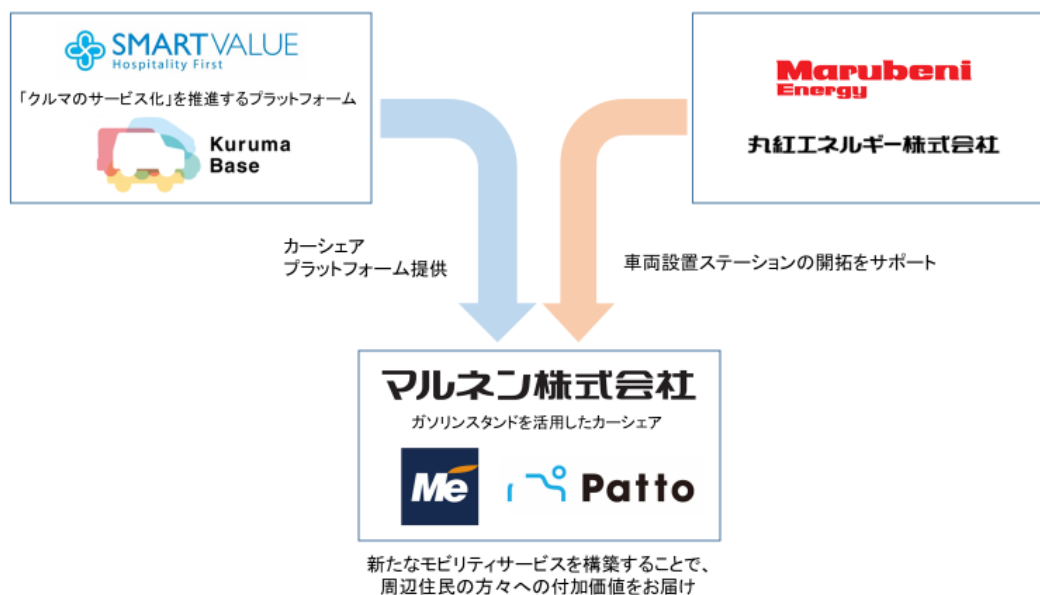 SMARTVALUE
Hospitality First
「クルマのサービス化」を推進するプラットフォーム
Kuruma
Base
Marubeni
Energy
丸紅エネルギー株式会社
カーシェア
プラットフォーム提供
車両設置ステーションの開拓をサポート
マルネン株式会社
ガソリンスタンドを活用したカーシェア
Me
Patto
新たなモビリティサービスを構築することで、
周辺住民の方々への付加価値をお届け